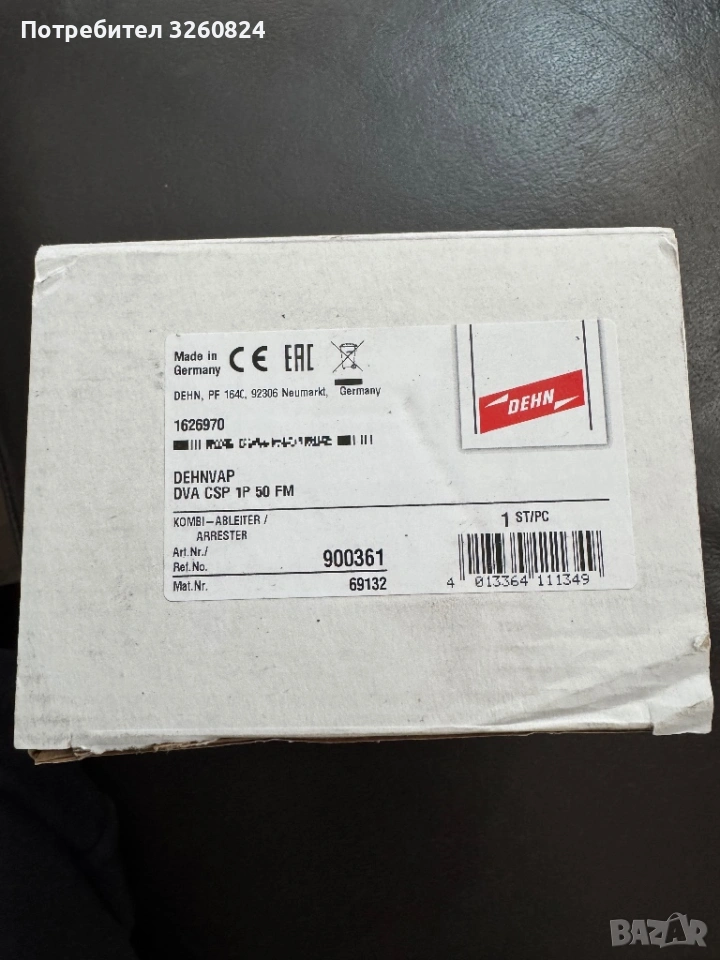 Потребител 3260824
Made in
Germany
CE EAC
DEHN, PF 1640, 92306 Neumarkt, Germany
DEHN
1626970
DEHNVAP
DVA CSP 1P 50 FM
KOMBI-ABLEITER /
ARRESTER
1 ST/PC
Art.Nr./
Ref.No. 900361
Mat.Nr. 69132
4 013364 111349
BAZAR